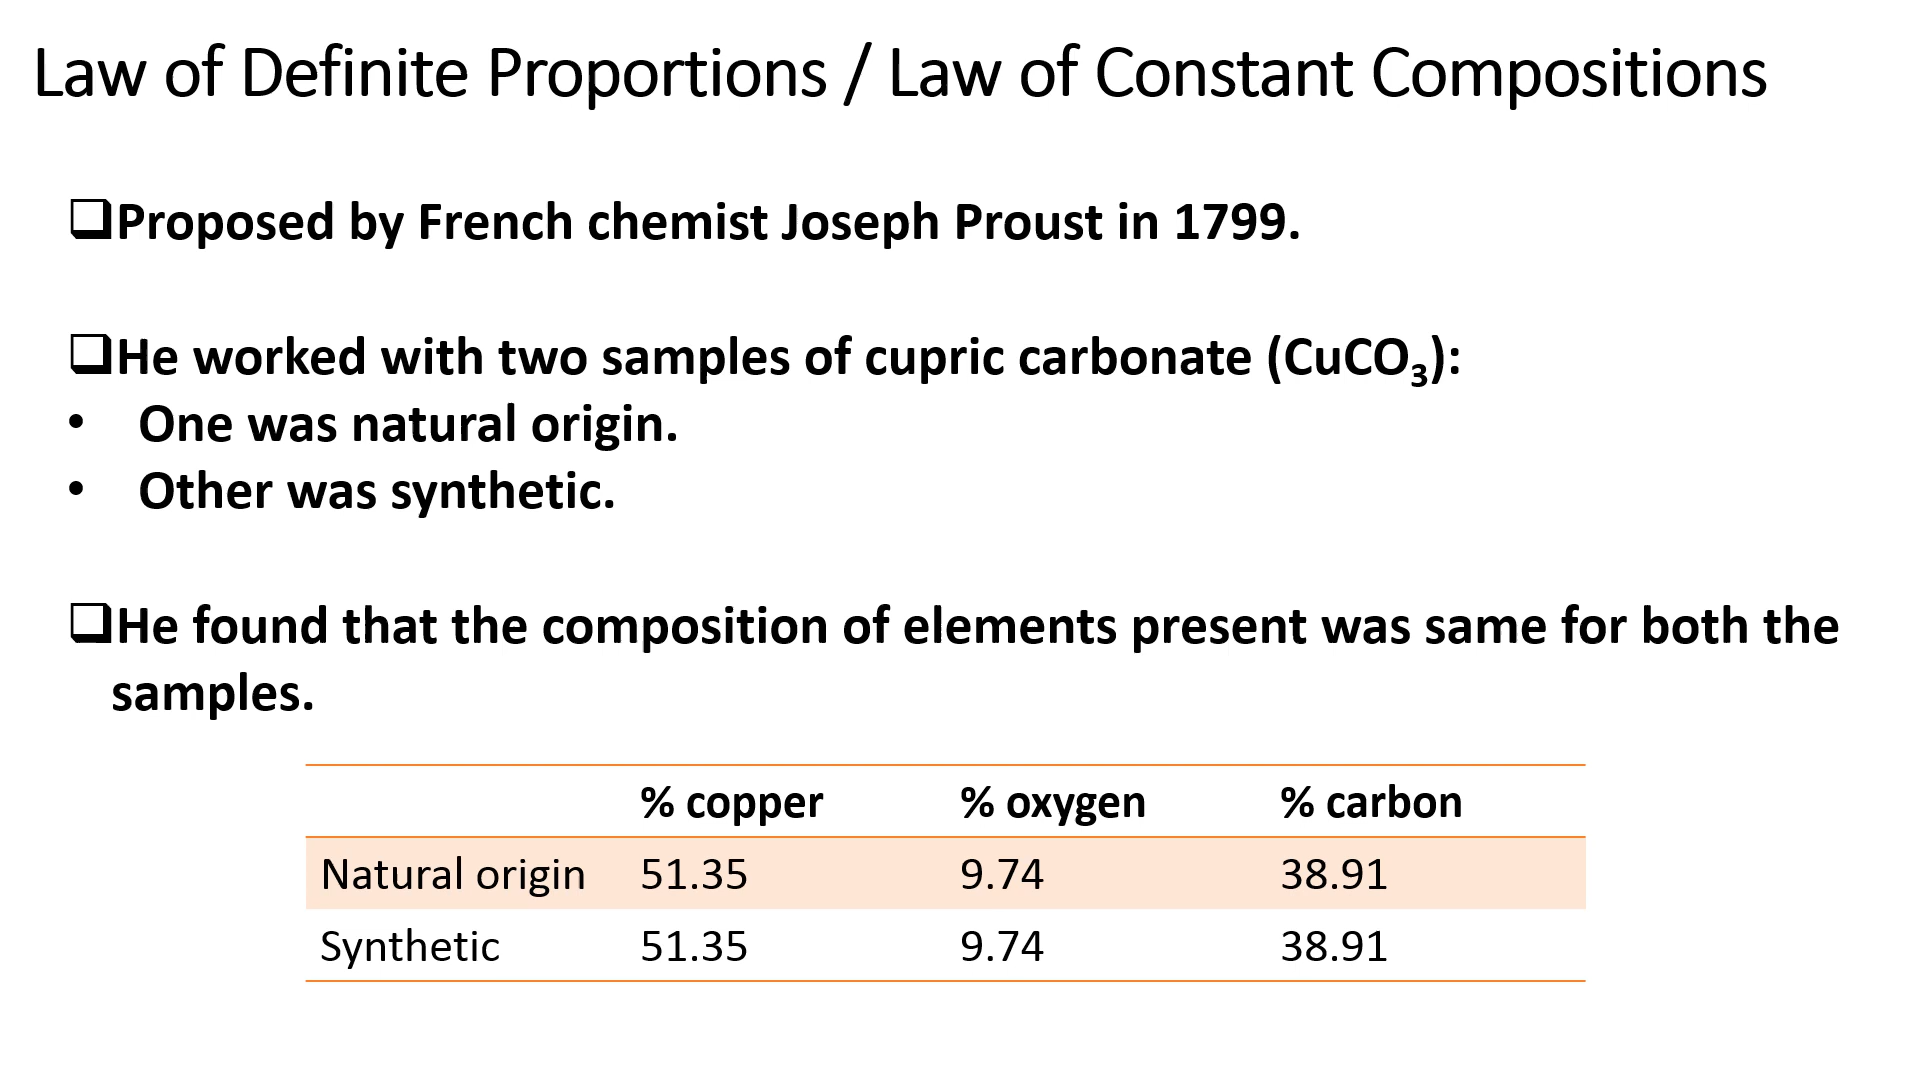 Law of Definite Proportions / Law of Constant Compositions
❑Proposed by French chemist Joseph Proust in 1799.
❑He worked with two samples of cupric carbonate (CuCO₃):
• One was natural origin.
• Other was synthetic.
❑He found that the composition of elements present was same for both the
samples.
% copper % oxygen % carbon
Natural origin 51.35 9.74 38.91
Synthetic 51.35 9.74 38.91